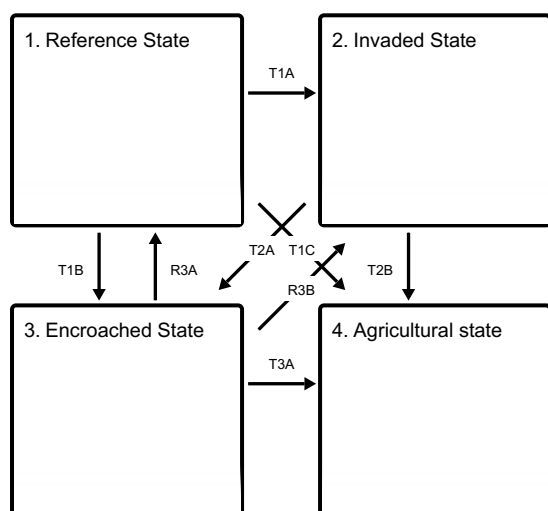 1. Reference State
2. Invaded State
T1A
T2A
T1C
T1B
R3A
T2B
R3B
3. Encroached State
4. Agricultural state
T3A